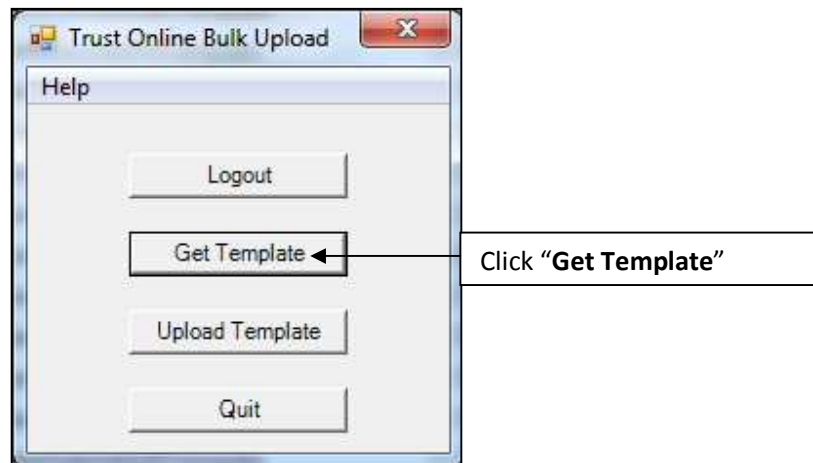 Trust Online Bulk Upload
Help
Logout
Get Template
Click “Get Template”
Upload Template
Quit